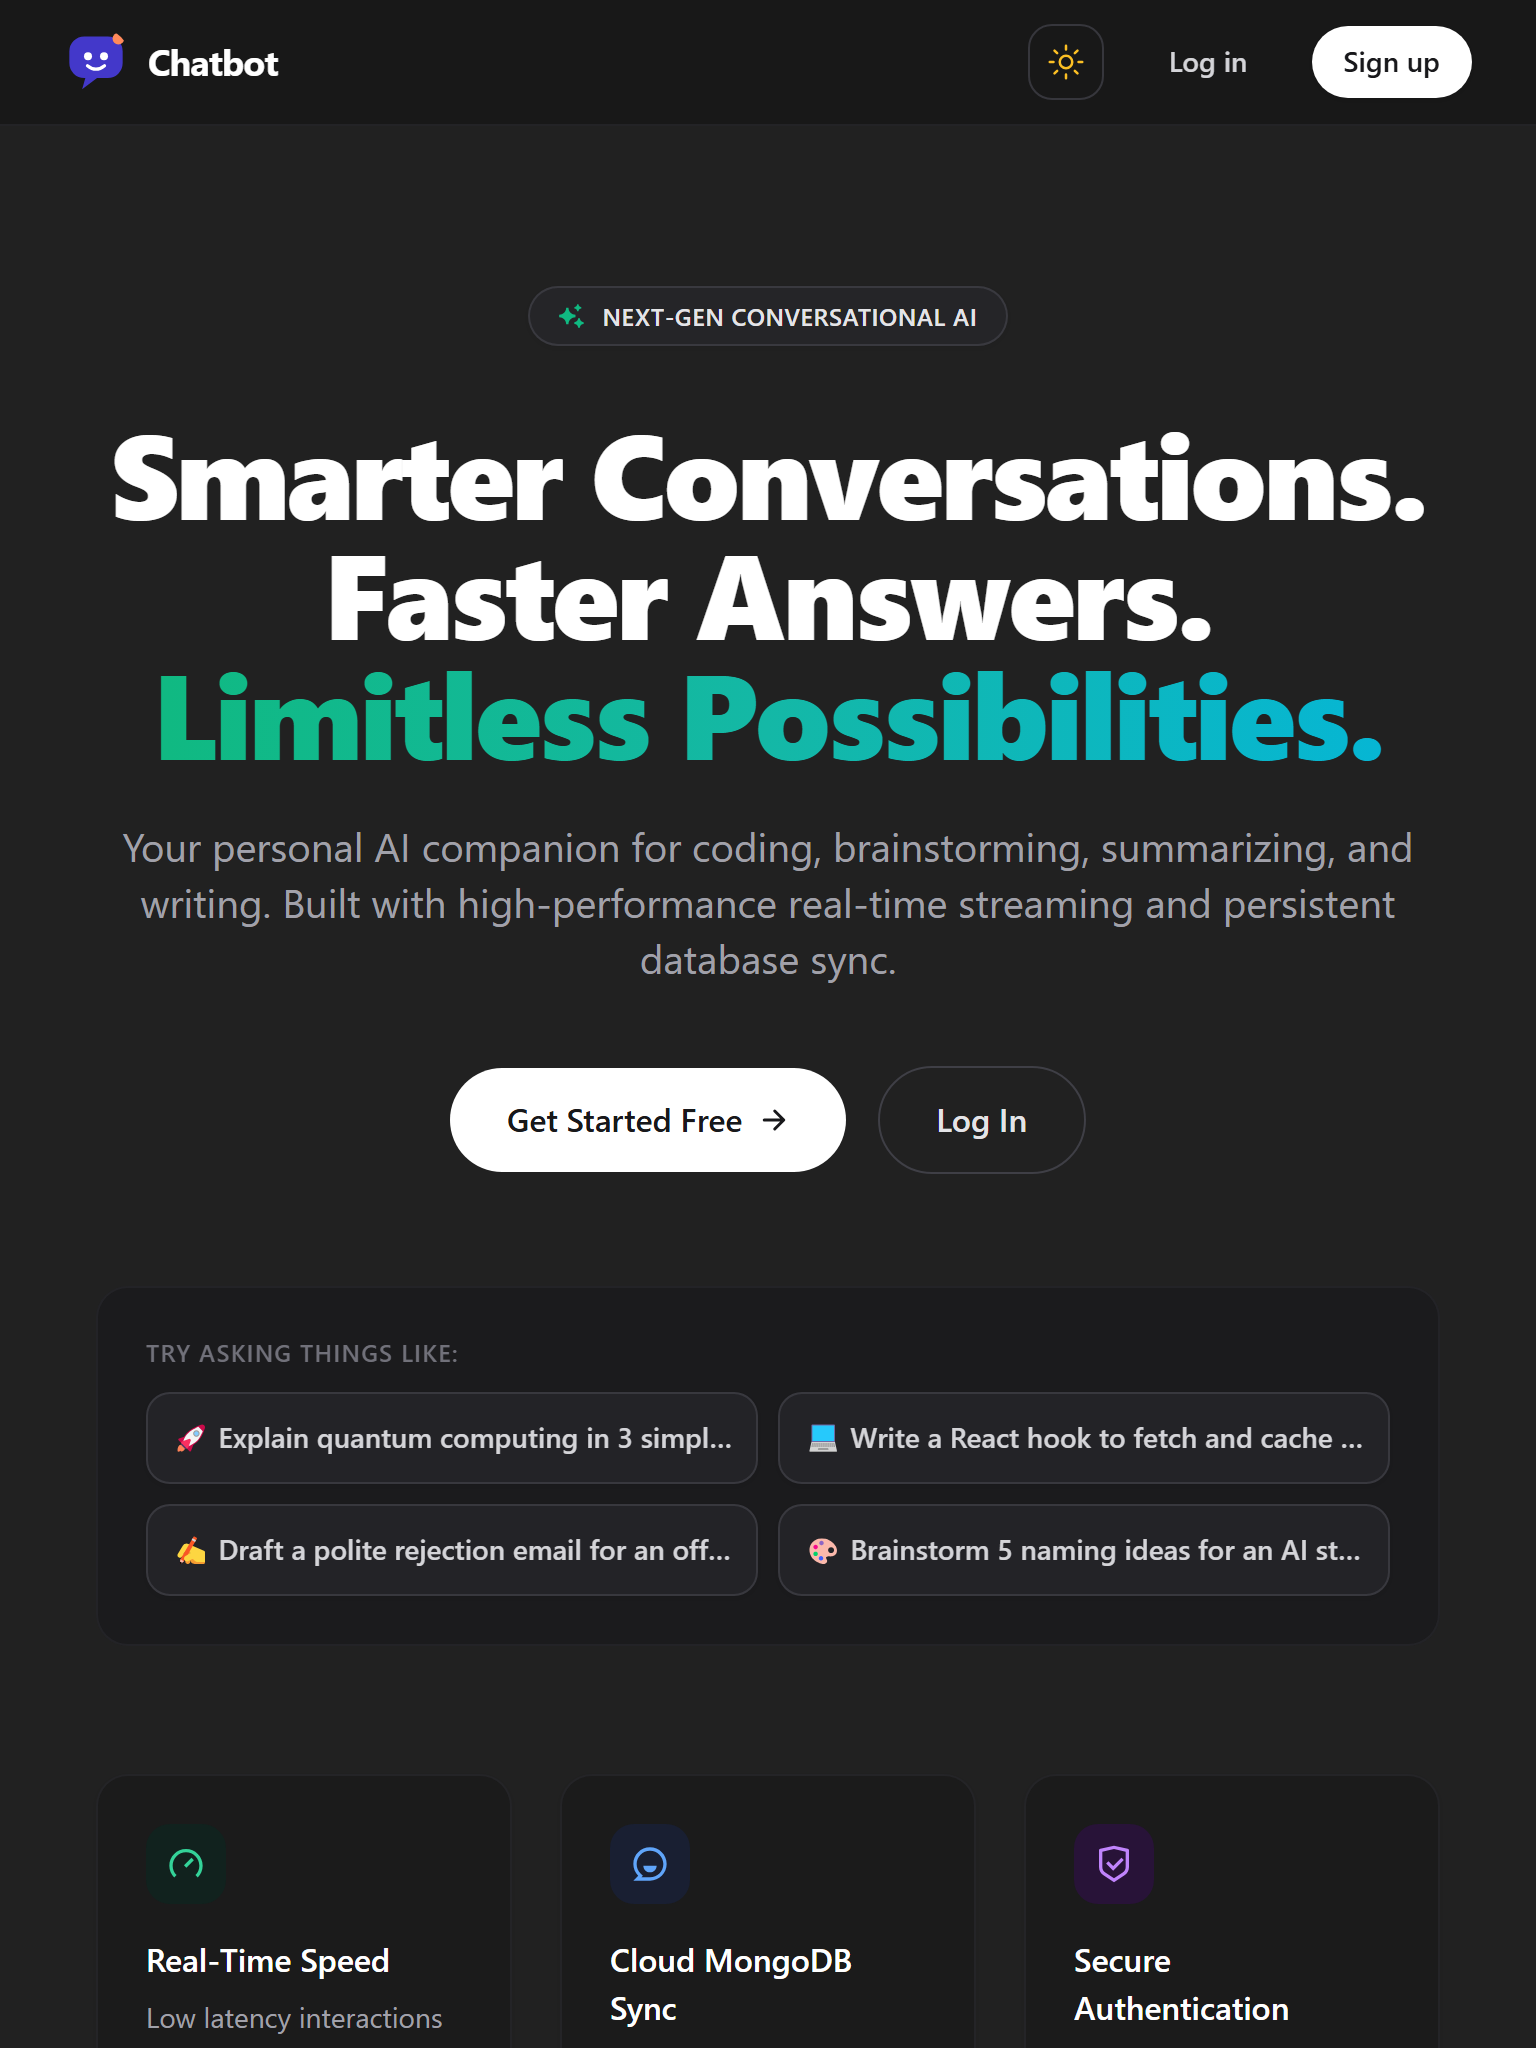 Chatbot
Log in
Sign up
NEXT-GEN CONVERSATIONAL AI
Smarter Conversations.
Faster Answers.
Limitless Possibilities.
Your personal AI companion for coding, brainstorming, summarizing, and
writing. Built with high-performance real-time streaming and persistent
database sync.
Get Started Free →
Log In
TRY ASKING THINGS LIKE:
🚀 Explain quantum computing in 3 simpl...
💻 Write a React hook to fetch and cache ...
✍️ Draft a polite rejection email for an off...
🎨 Brainstorm 5 naming ideas for an AI st...
Real-Time Speed
Low latency interactions
Cloud MongoDB
Sync
Secure
Authentication